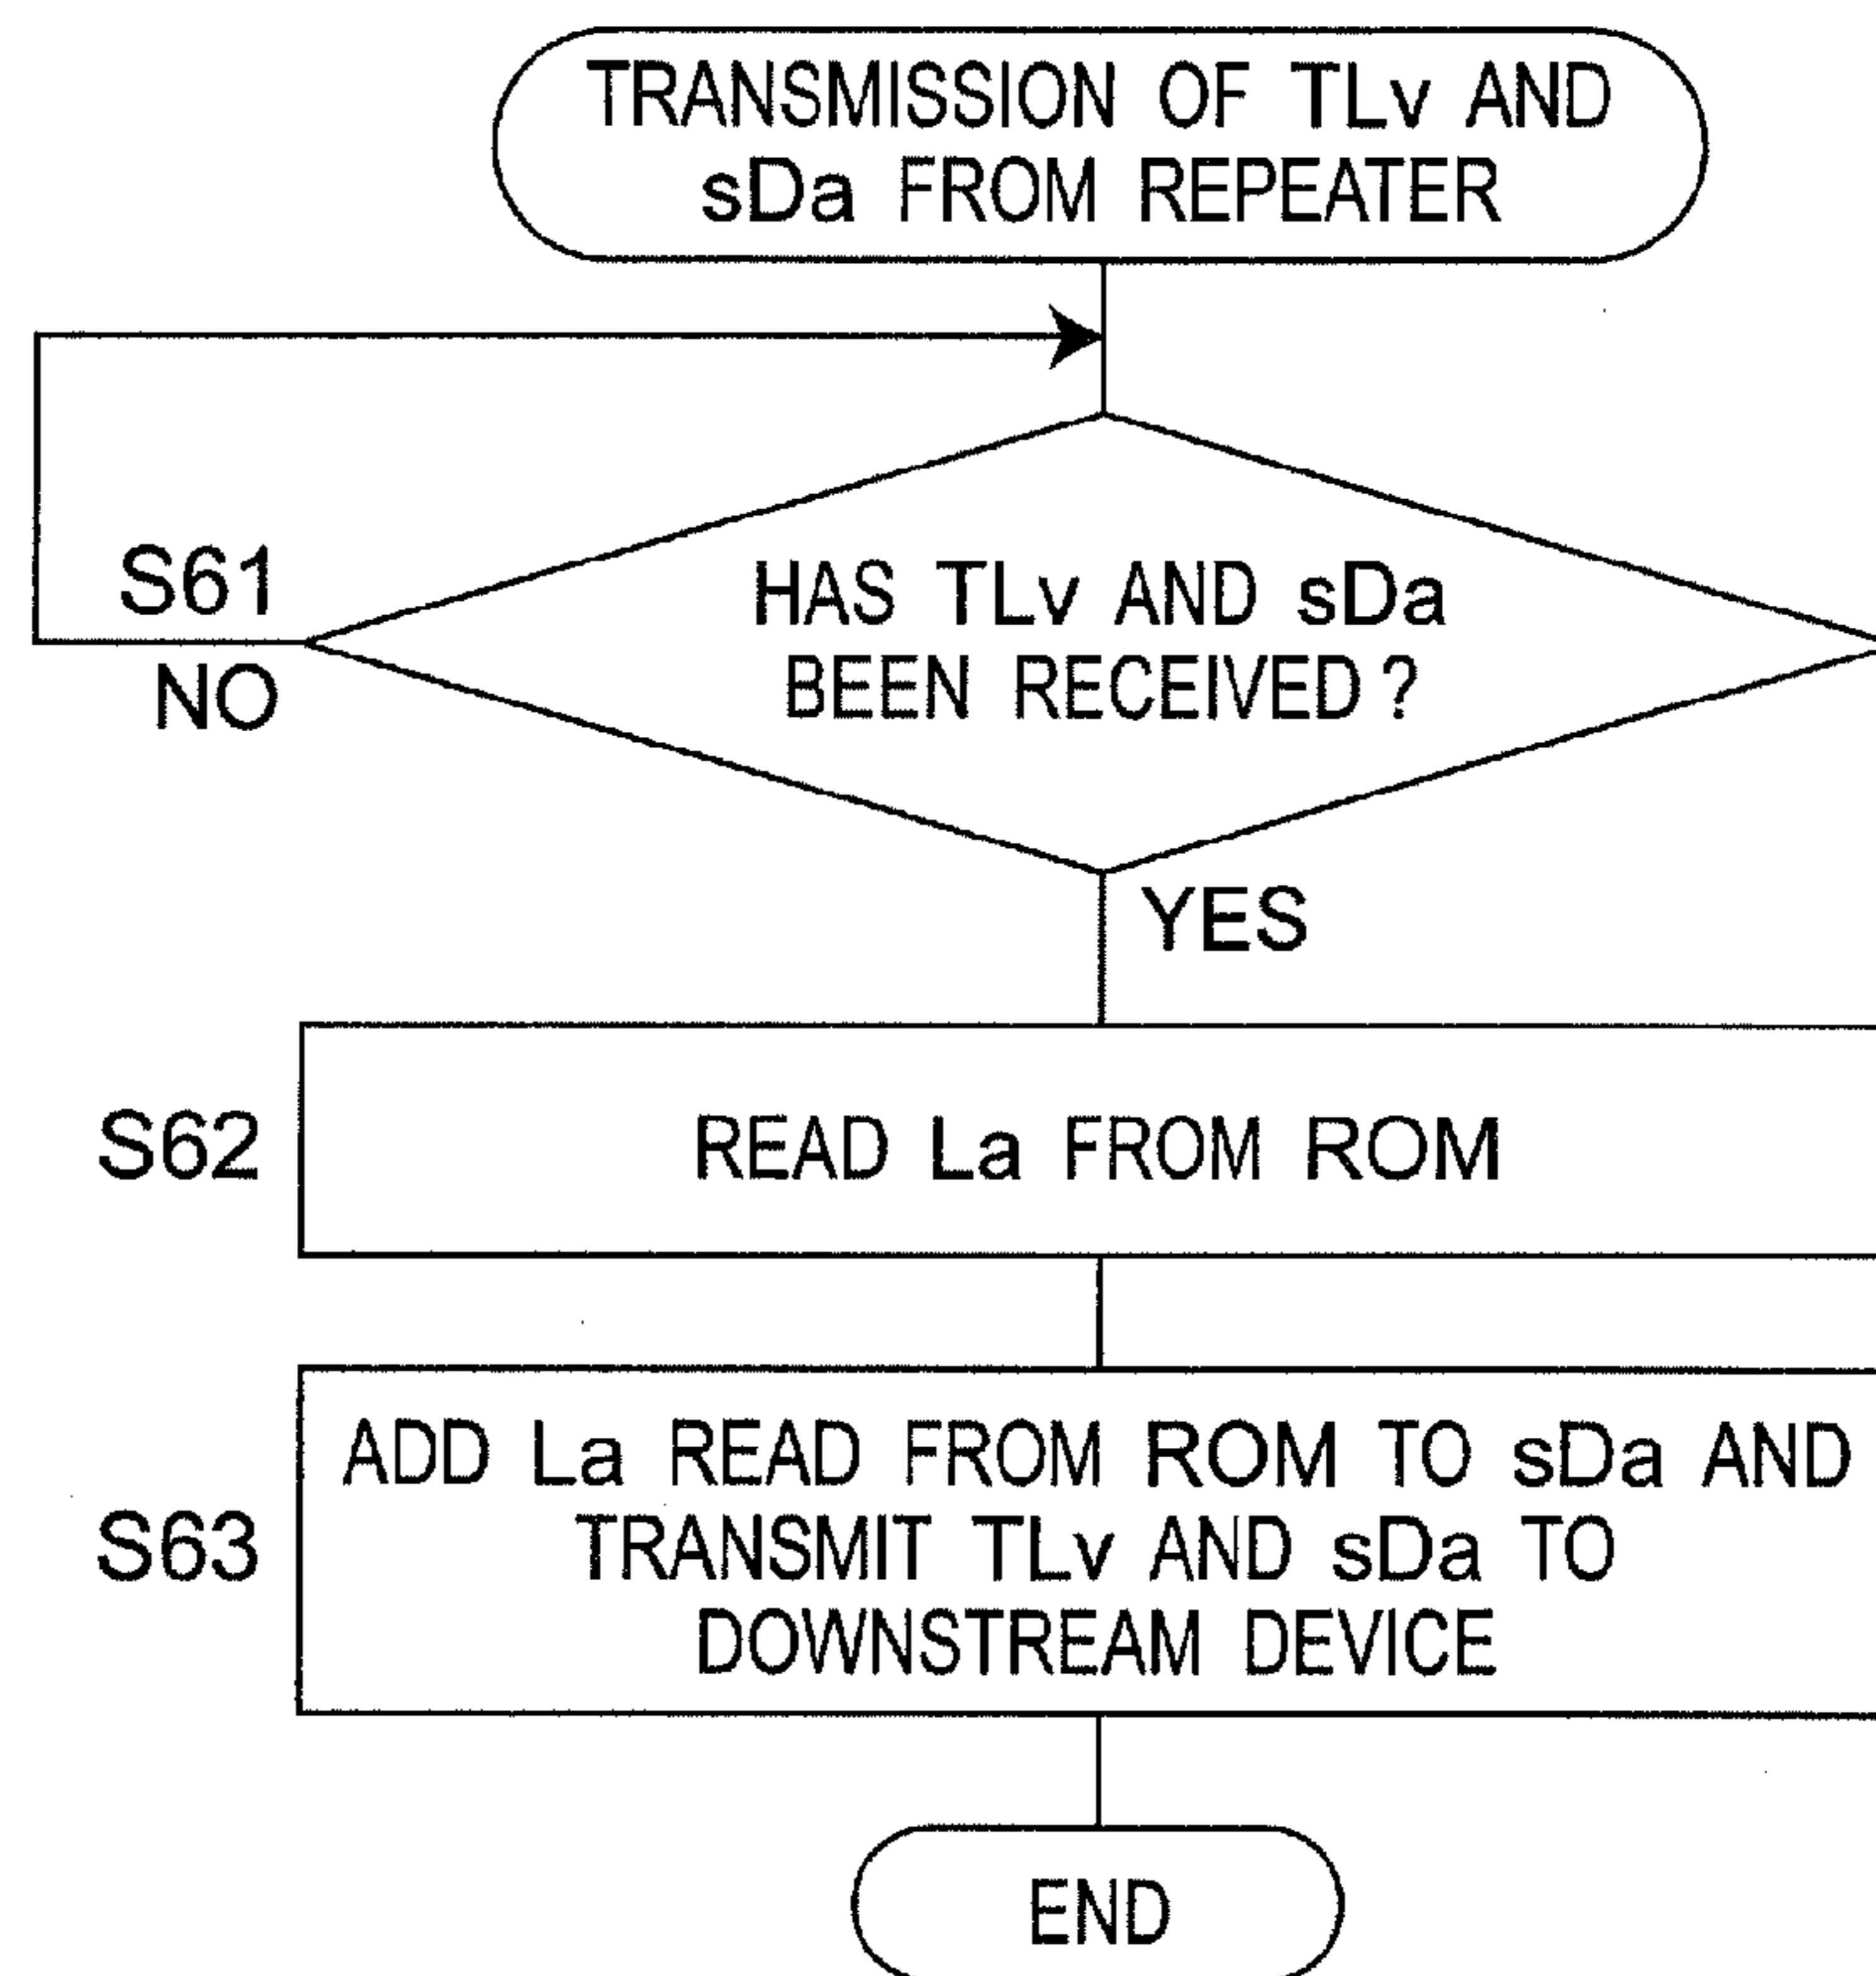 TRANSMISSION OF TLv AND
sDa FROM REPEATER
S61
HAS TLv AND sDa
BEEN RECEIVED ?
NO
YES
S62
READ La FROM ROM
S63
ADD La READ FROM ROM TO sDa AND
TRANSMIT TLv AND sDa TO
DOWNSTREAM DEVICE
END